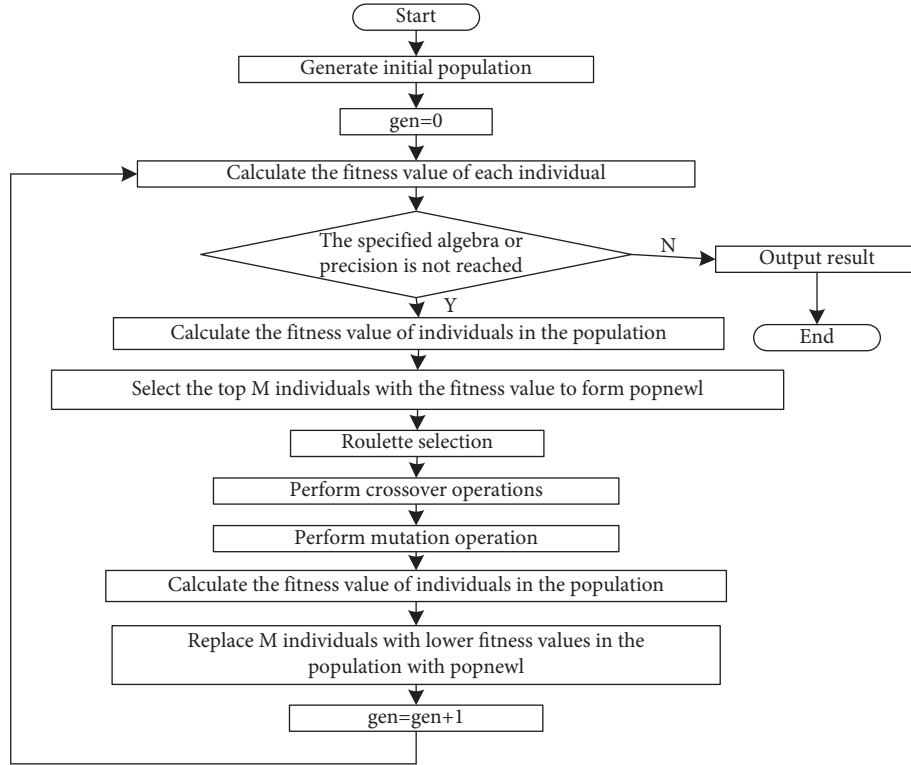 Start
Generate initial population
gen=0
Calculate the fitness value of each individual
The specified algebra or
precision is not reached
N
Output result
Y
End
Calculate the fitness value of individuals in the population
Select the top M individuals with the fitness value to form popnewl
Roulette selection
Perform crossover operations
Perform mutation operation
Calculate the fitness value of individuals in the population
Replace M individuals with lower fitness values in the
population with popnewl
gen=gen+1